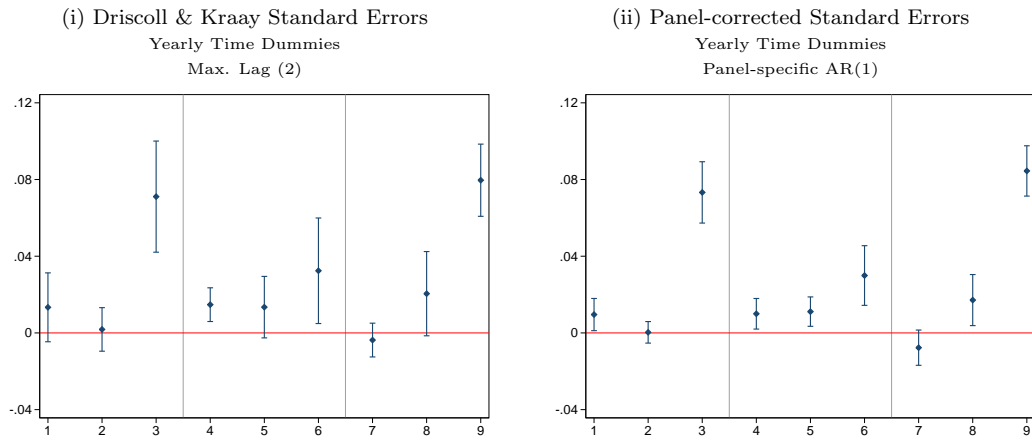 (i) Driscoll & Kraay Standard Errors
Yearly Time Dummies
Max. Lag (2)
.12
.08
.04
0
-.04
1 2 3 4 5 6 7 8 9
(ii) Panel-corrected Standard Errors
Yearly Time Dummies
Panel-specific AR(1)
.12
.08
.04
0
-.04
1 2 3 4 5 6 7 8 9